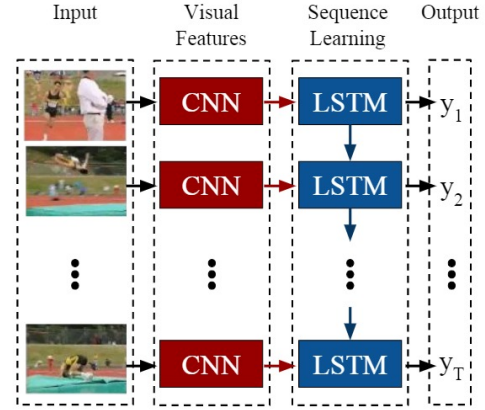 Input
Visual
Features
Sequence
Learning
Output
CNN
LSTM
y1
CNN
LSTM
y2
CNN
LSTM
yT